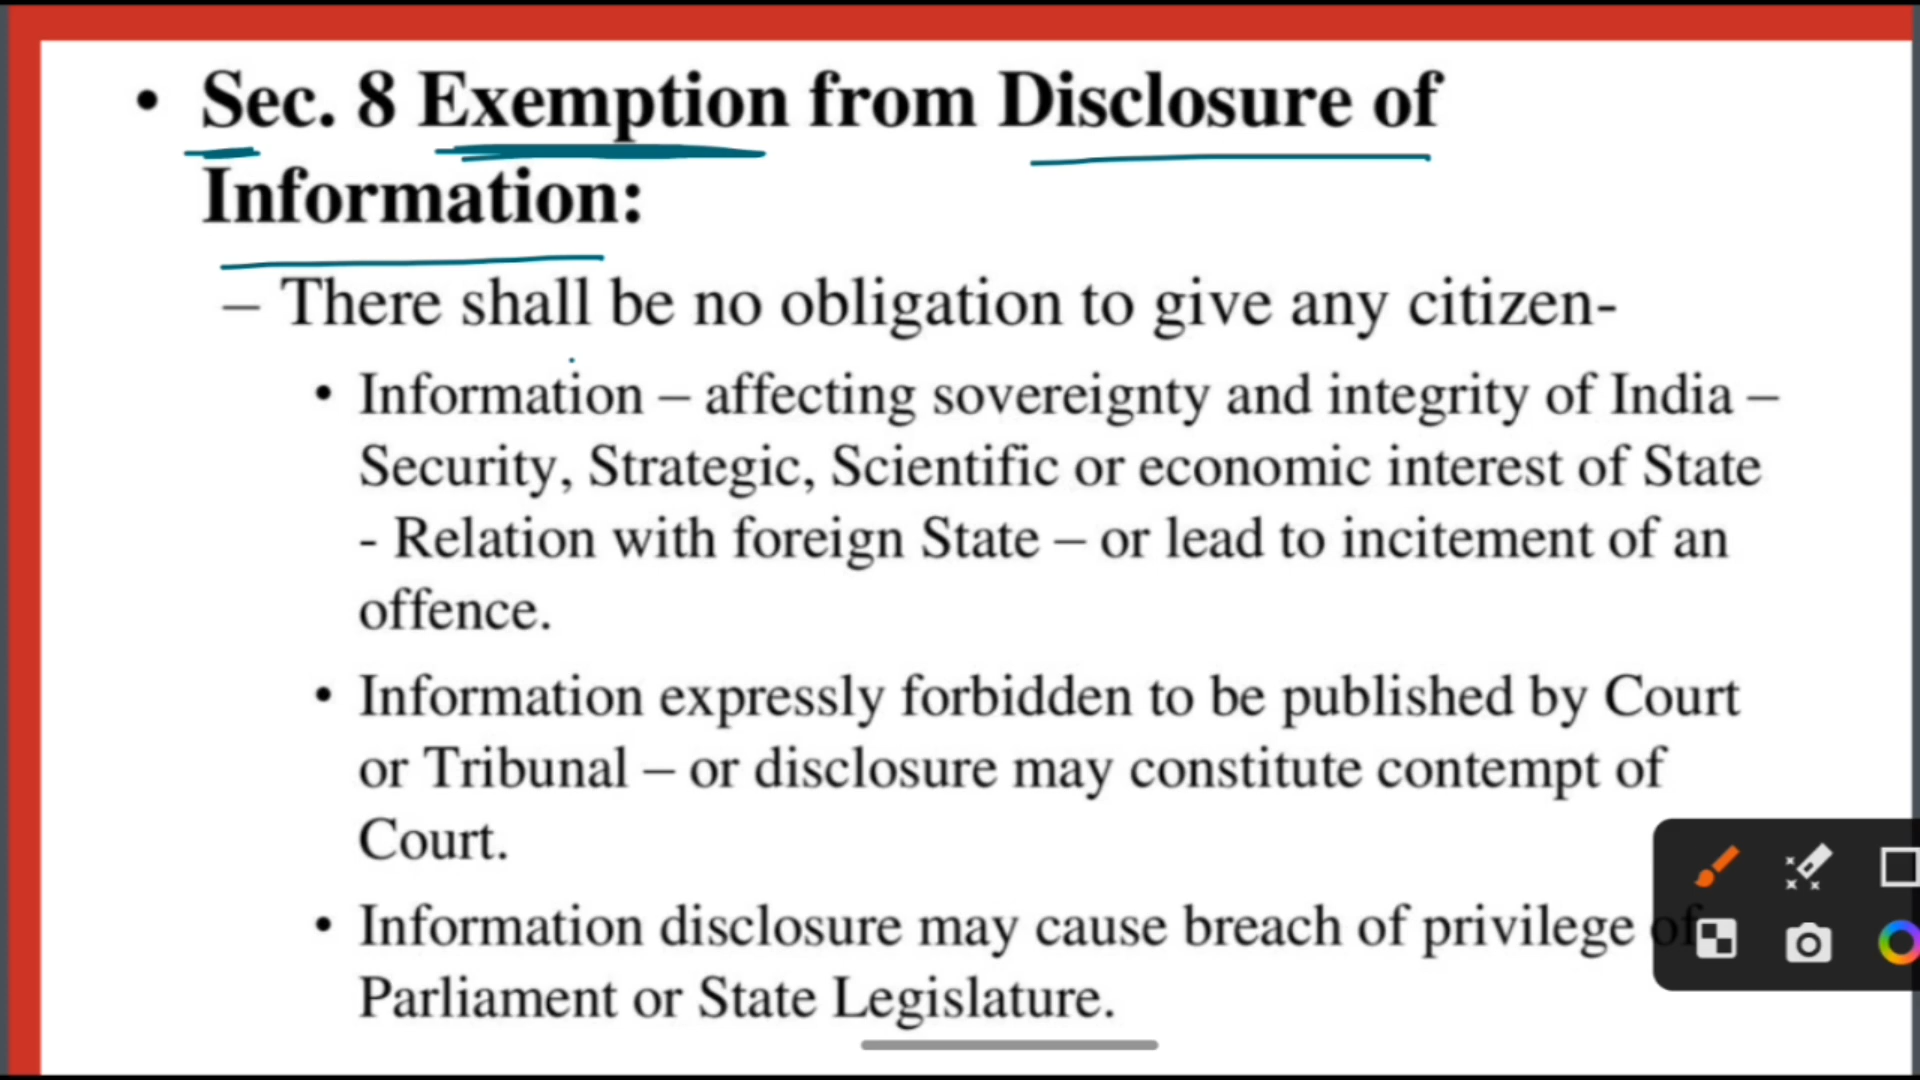 • Sec. 8 Exemption from Disclosure of
Information:
– There shall be no obligation to give any citizen-
• Information – affecting sovereignty and integrity of India –
Security, Strategic, Scientific or economic interest of State
- Relation with foreign State – or lead to incitement of an
offence.
• Information expressly forbidden to be published by Court
or Tribunal – or disclosure may constitute contempt of
Court.
• Information disclosure may cause breach of privilege of
Parliament or State Legislature.